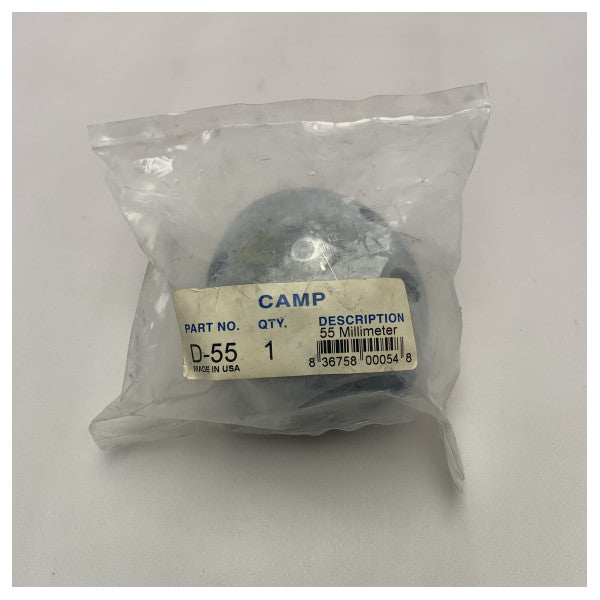 CAMP
PART NO. QTY. DESCRIPTION
D-55 1 55 Millimeter
MADE IN USA
8 36758 00054 8